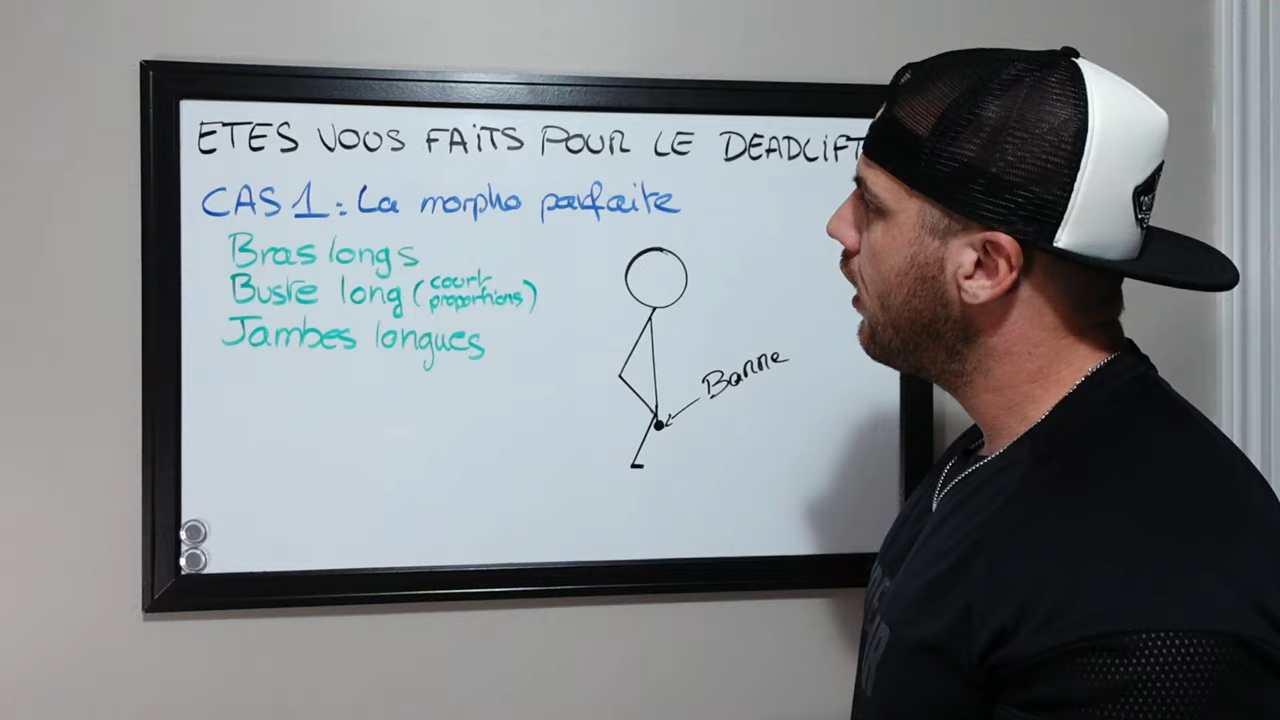 ETES VOUS FAITS POUR LE DEADLIFT
CAS 1 : La morpho parfaite
Bras longs
Buste long (court proportions)
Jambes longues
Barre